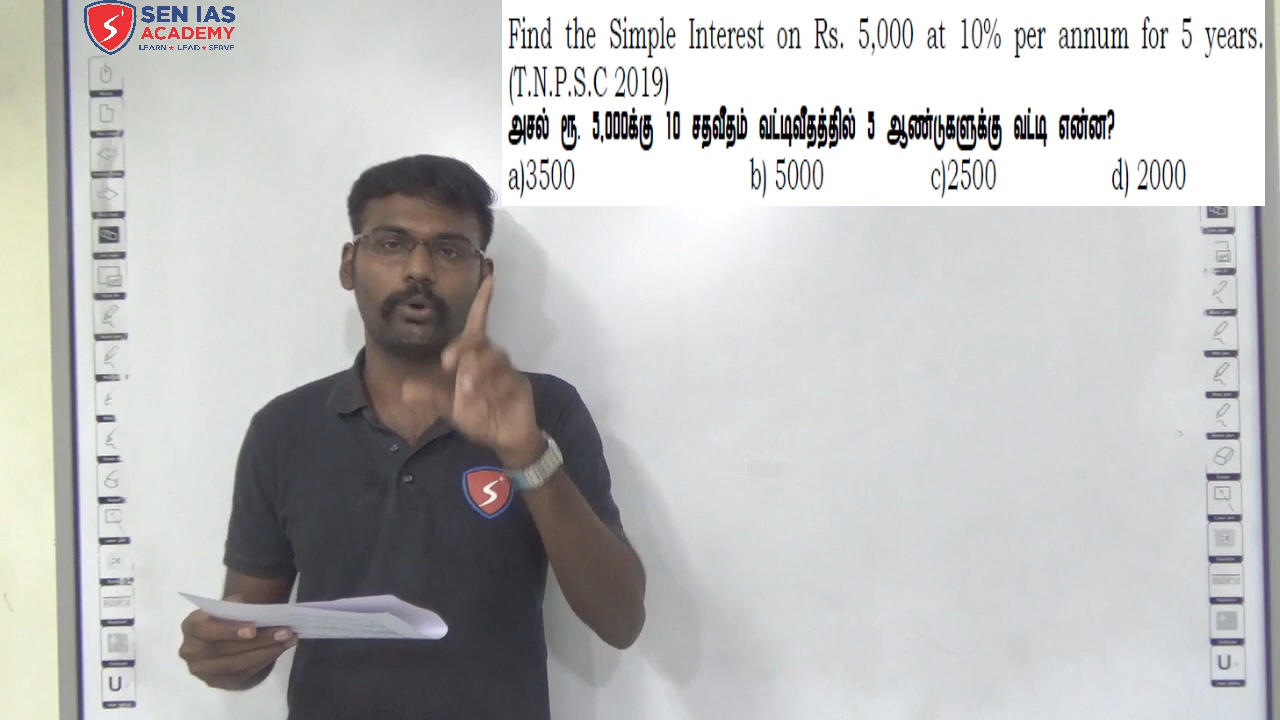 SEN IAS
ACADEMY
LEARN ★ LEAD ★ SERVE
Find the Simple Interest on Rs. 5,000 at 10% per annum for 5 years.
(T.N.P.S.C 2019)
அசல் ரூ. 5,000க்கு 10 சதவீதம் வட்டிவீதத்தில் 5 ஆண்டுகளுக்கு வட்டி என்ன?
a)3500 b) 5000 c)2500 d) 2000
S
U
U